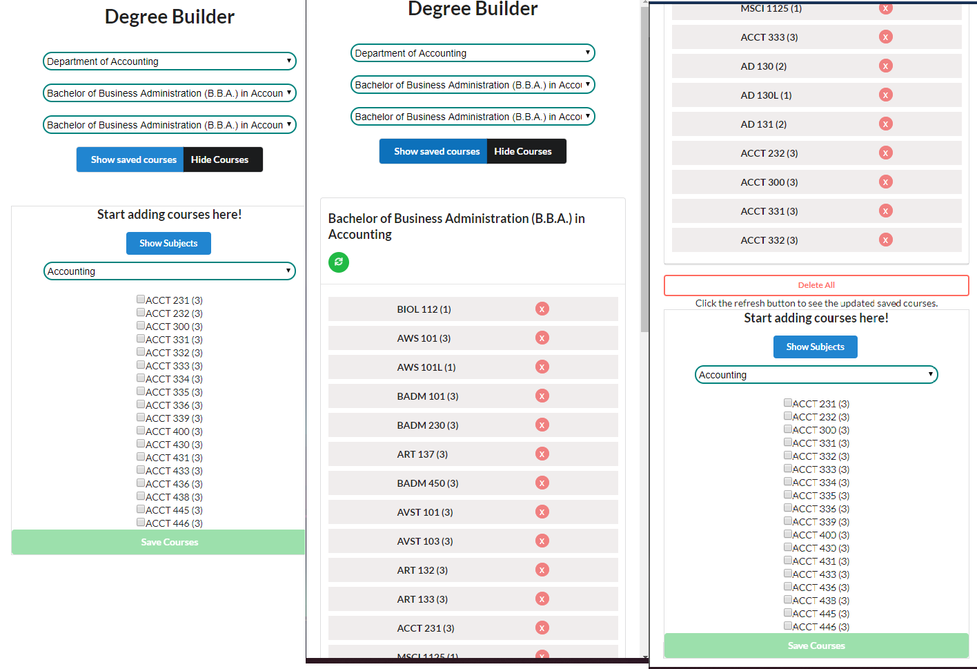 Degree Builder
Department of Accounting
Bachelor of Business Administration (B.B.A.) in Accoun
Bachelor of Business Administration (B.B.A.) in Accoun
Show saved courses Hide Courses
Start adding courses here!
Show Subjects
Accounting
ACCT 231 (3)
ACCT 232 (3)
ACCT 300 (3)
ACCT 331 (3)
ACCT 332 (3)
ACCT 333 (3)
ACCT 334 (3)
ACCT 335 (3)
ACCT 336 (3)
ACCT 339 (3)
ACCT 400 (3)
ACCT 430 (3)
ACCT 431 (3)
ACCT 433 (3)
ACCT 436 (3)
ACCT 438 (3)
ACCT 445 (3)
ACCT 446 (3)
Save Courses
Degree Builder
Department of Accounting
Bachelor of Business Administration (B.B.A.) in Accou
Bachelor of Business Administration (B.B.A.) in Accou
Show saved courses Hide Courses
Bachelor of Business Administration (B.B.A.) in
Accounting
BIOL 112 (1) X
AWS 101 (3) X
AWS 101L (1) X
BADM 101 (3) X
BADM 230 (3) X
ART 137 (3) X
BADM 450 (3) X
AVST 101 (3) X
AVST 103 (3) X
ART 132 (3) X
ART 133 (3) X
ACCT 231 (3) X
MSCI 1125 (1) X
MSCI 1125 (1) X
ACCT 333 (3) X
AD 130 (2) X
AD 130L (1) X
AD 131 (2) X
ACCT 232 (3) X
ACCT 300 (3) X
ACCT 331 (3) X
ACCT 332 (3) X
Delete All
Click the refresh button to see the updated saved courses.
Start adding courses here!
Show Subjects
Accounting
ACCT 231 (3)
ACCT 232 (3)
ACCT 300 (3)
ACCT 331 (3)
ACCT 332 (3)
ACCT 333 (3)
ACCT 334 (3)
ACCT 335 (3)
ACCT 336 (3)
ACCT 339 (3)
ACCT 400 (3)
ACCT 430 (3)
ACCT 431 (3)
ACCT 433 (3)
ACCT 436 (3)
ACCT 438 (3)
ACCT 445 (3)
ACCT 446 (3)
Save Courses